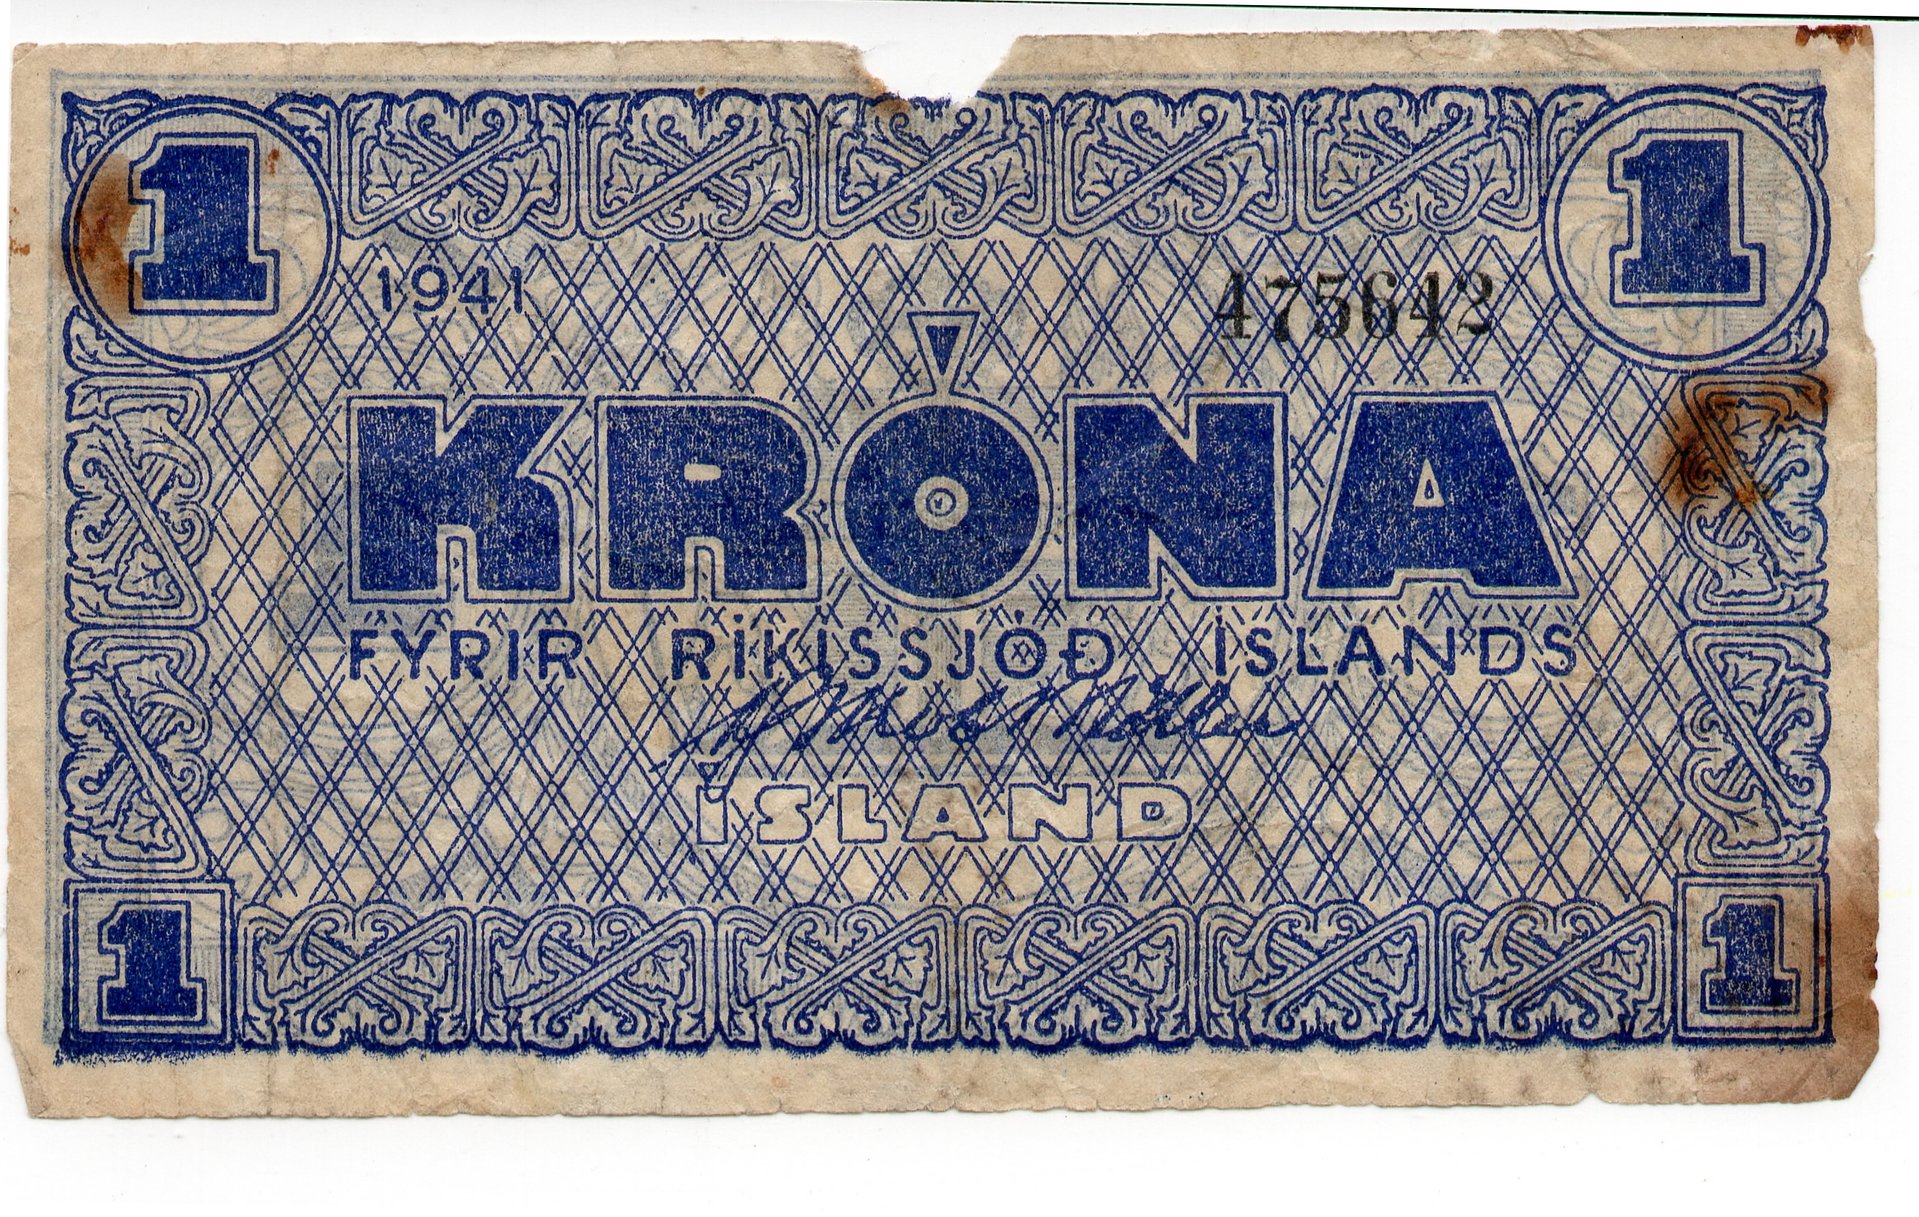 1 1
1941 475642
KRÓNA
FYRIR RÍKISSJÓÐ ÍSLANDS
ÍSLAND
1 1